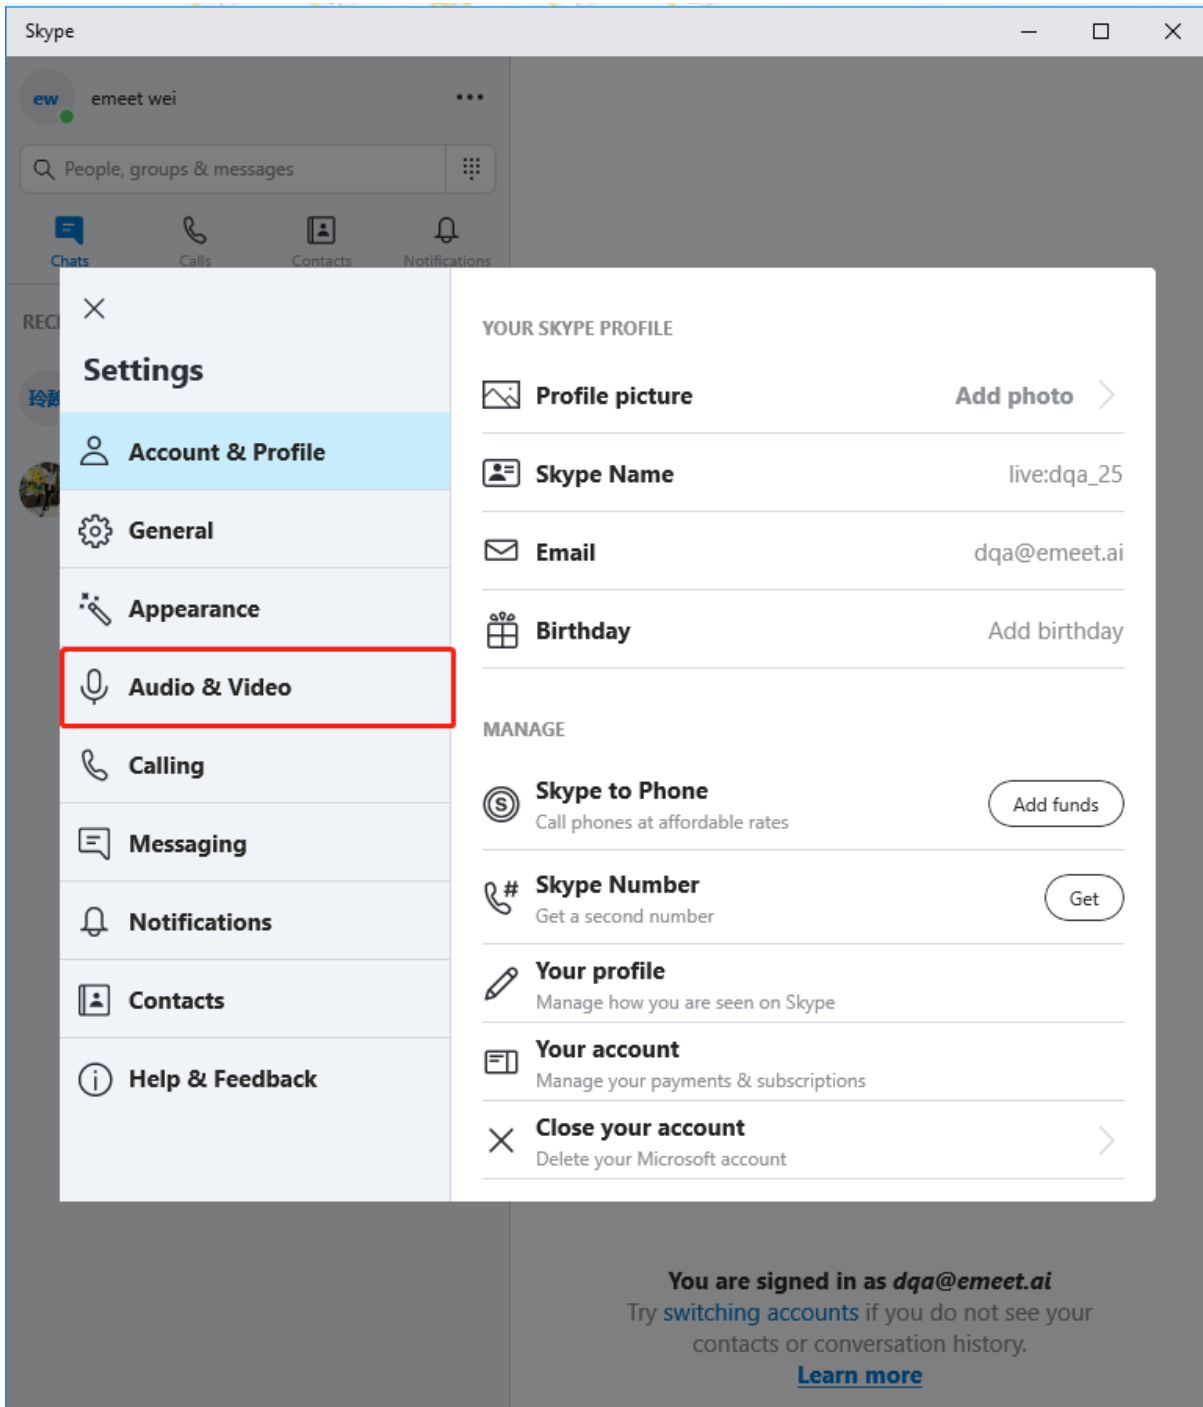 Skype
ew
emeet wei
People, groups & messages
Chats
Calls
Contacts
Notifications
Settings
Account & Profile
General
Appearance
Audio & Video
Calling
Messaging
Notifications
Contacts
Help & Feedback
YOUR SKYPE PROFILE
Profile picture
Add photo
Skype Name
live:dqa_25
Email
dqa@emeet.ai
Birthday
Add birthday
MANAGE
Skype to Phone
Call phones at affordable rates
Add funds
Skype Number
Get a second number
Get
Your profile
Manage how you are seen on Skype
Your account
Manage your payments & subscriptions
Close your account
Delete your Microsoft account
You are signed in as dqa@emeet.ai
Try switching accounts if you do not see your
contacts or conversation history.
Learn more